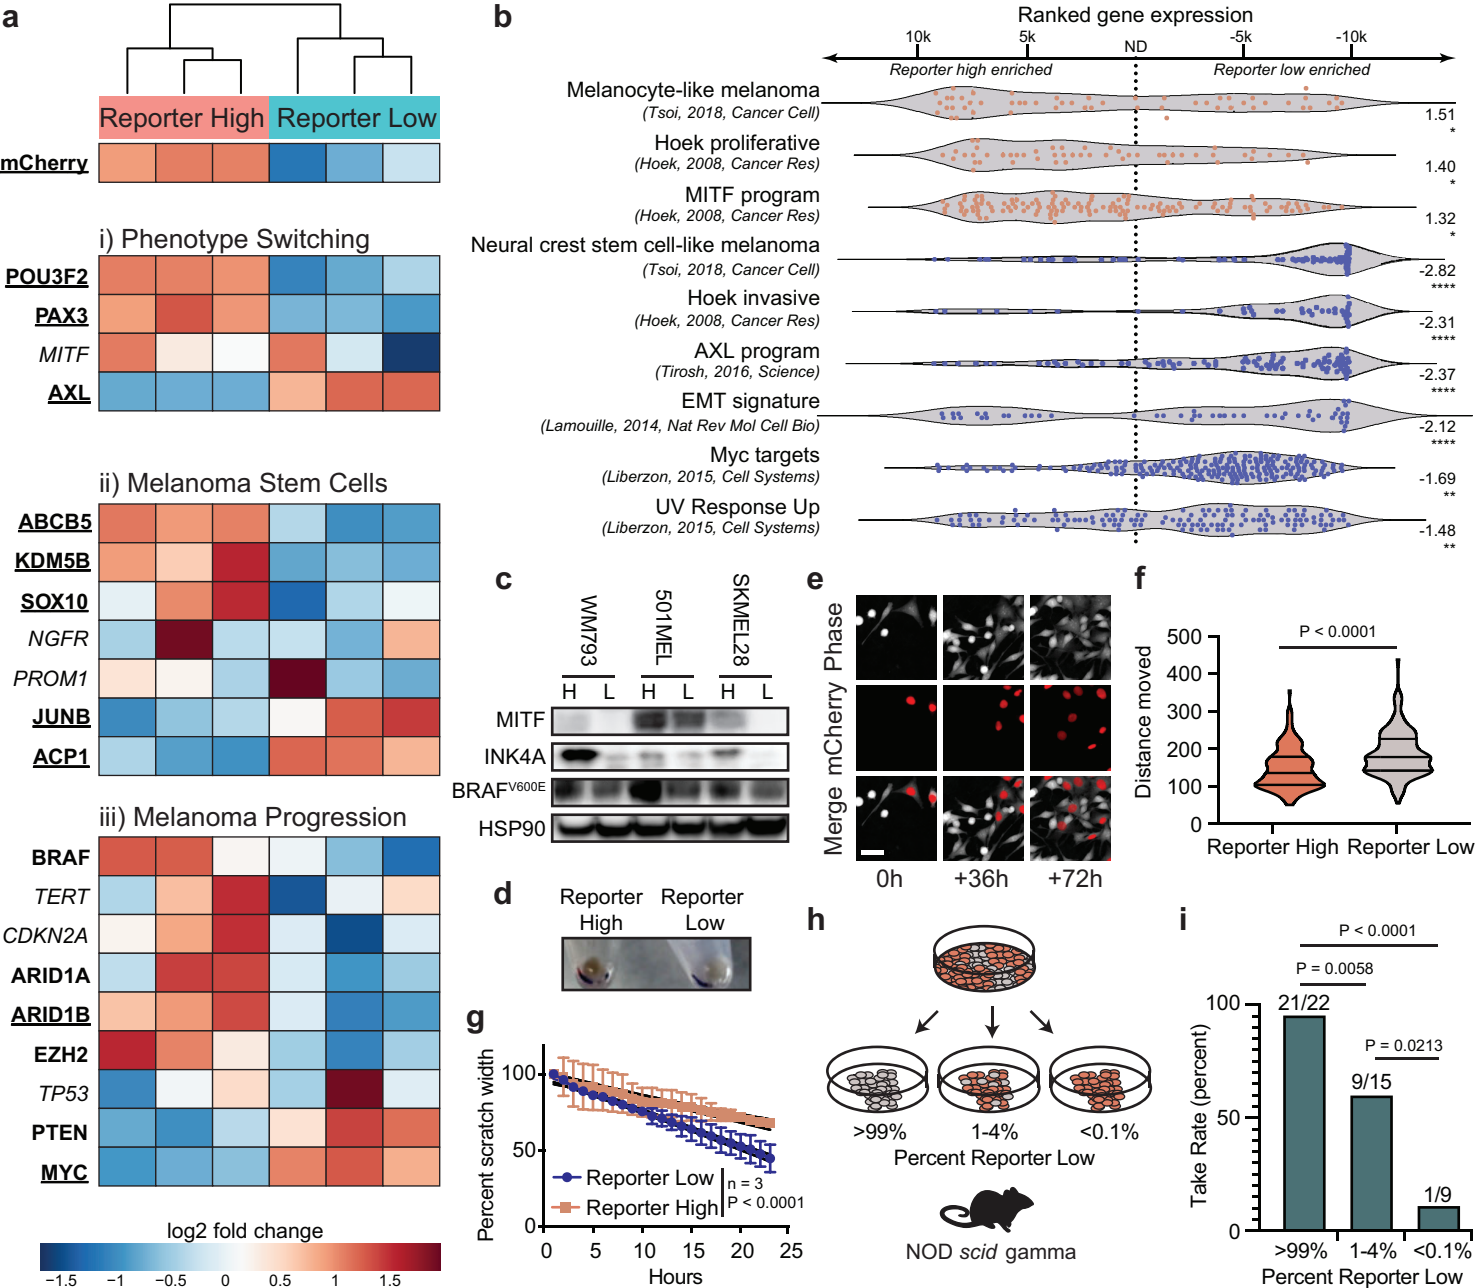 a
Reporter High
Reporter Low
mCherry
i) Phenotype Switching
POU3F2
PAX3
MITF
AXL
ii) Melanoma Stem Cells
ABCB5
KDM5B
SOX10
NGFR
PROM1
JUNB
ACP1
iii) Melanoma Progression
BRAF
TERT
CDKN2A
ARID1A
ARID1B
EZH2
TP53
PTEN
MYC
log2 fold change
−1.5 −1 −0.5 0 0.5 1 1.5
b
Ranked gene expression
10k 5k ND -5k -10k
Reporter high enriched
Reporter low enriched
Melanocyte-like melanoma
(Tsoi, 2018, Cancer Cell)
1.51
*
Hoek proliferative
(Hoek, 2008, Cancer Res)
1.40
*
MITF program
(Hoek, 2008, Cancer Res)
1.32
*
Neural crest stem cell-like melanoma
(Tsoi, 2018, Cancer Cell)
-2.82
****
Hoek invasive
(Hoek, 2008, Cancer Res)
-2.31
****
AXL program
(Tirosh, 2016, Science)
-2.37
****
EMT signature
(Lamouille, 2014, Nat Rev Mol Cell Bio)
-2.12
****
Myc targets
(Liberzon, 2015, Cell Systems)
-1.69
**
UV Response Up
(Liberzon, 2015, Cell Systems)
-1.48
**
c
WM793
501MEL
SKMEL28
H L H L H L
MITF
INK4A
BRAFV600E
HSP90
d
Reporter High
Reporter Low
e
Phase
mCherry
Merge
0h +36h +72h
f
P < 0.0001
Distance moved
500
400
300
200
100
0
Reporter High Reporter Low
g
Percent scratch width
100
50
0
Reporter Low
Reporter High
n = 3
P < 0.0001
0 5 10 15 20 25
Hours
h
>99% 1-4% <0.1%
Percent Reporter Low
NOD scid gamma
i
P < 0.0001
P = 0.0058
P = 0.0213
Take Rate (percent)
100
50
0
21/22
9/15
1/9
>99% 1-4% <0.1%
Percent Reporter Low